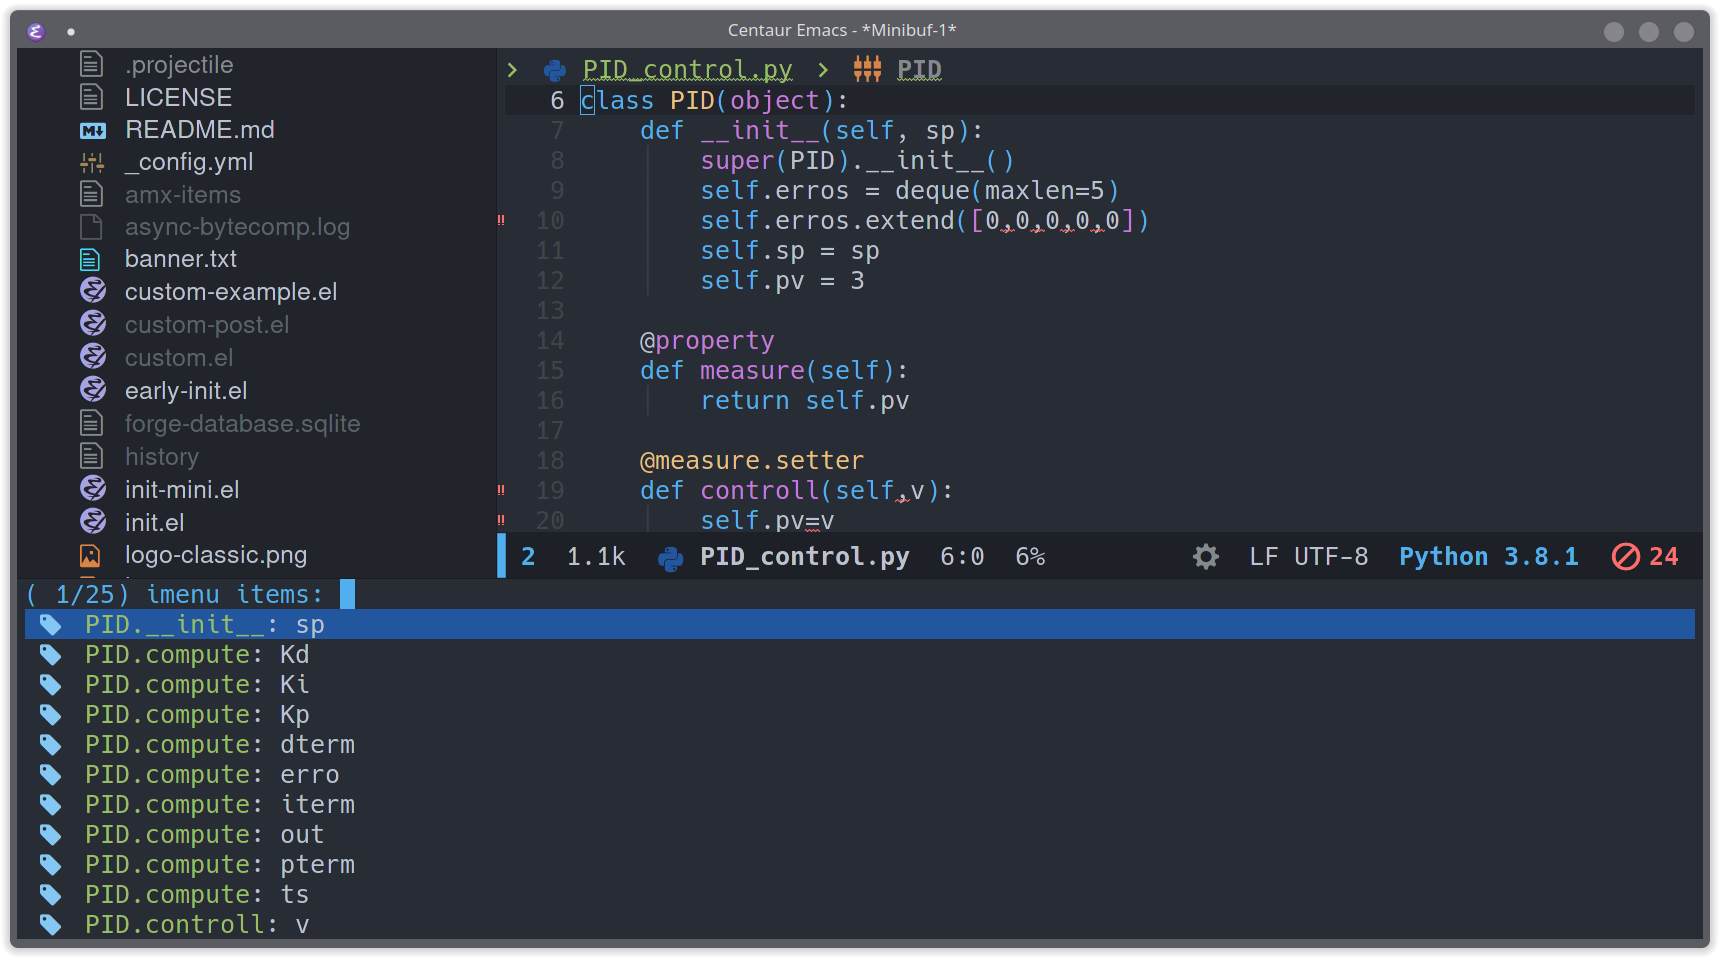 Centaur Emacs - *Minibuf-1*
.projectile
LICENSE
README.md
_config.yml
amx-items
async-bytecomp.log
banner.txt
custom-example.el
custom-post.el
custom.el
early-init.el
forge-database.sqlite
history
init-mini.el
init.el
logo-classic.png
PID_control.py > PID
6 class PID(object):
7 def __init__(self, sp):
8 super(PID).__init__()
9 self.erros = deque(maxlen=5)
!! 10 self.erros.extend([0,0,0,0,0])
11 self.sp = sp
12 self.pv = 3
13
14 @property
15 def measure(self):
16 return self.pv
17
18 @measure.setter
!! 19 def controll(self,v):
!! 20 self.pv=v
2 1.1k PID_control.py 6:0 6% LF UTF-8 Python 3.8.1 24
( 1/25) imenu items:
PID.__init__: sp
PID.compute: Kd
PID.compute: Ki
PID.compute: Kp
PID.compute: dterm
PID.compute: erro
PID.compute: iterm
PID.compute: out
PID.compute: pterm
PID.compute: ts
PID.controll: v